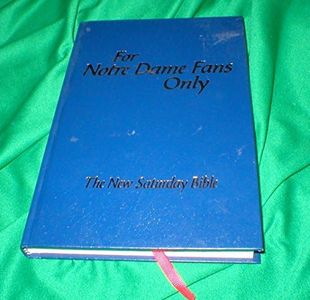 For
Notre Dame Fans
Only
The New Saturday Bible